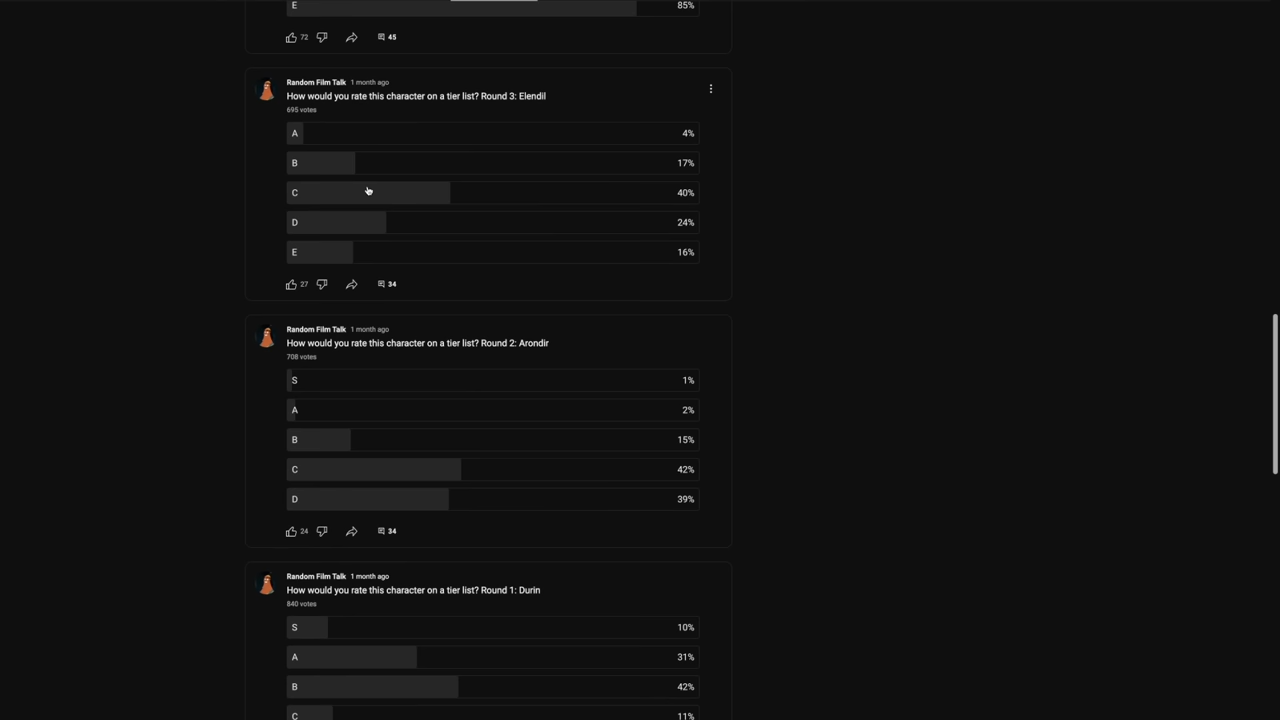 E 85%
72 45
Random Film Talk 1 month ago
How would you rate this character on a tier list? Round 3: Elendil
695 votes
A 4%
B 17%
C 40%
D 24%
E 16%
27 34
Random Film Talk 1 month ago
How would you rate this character on a tier list? Round 2: Arondir
708 votes
S 1%
A 2%
B 15%
C 42%
D 39%
24 34
Random Film Talk 1 month ago
How would you rate this character on a tier list? Round 1: Durin
840 votes
S 10%
A 31%
B 42%
C 11%